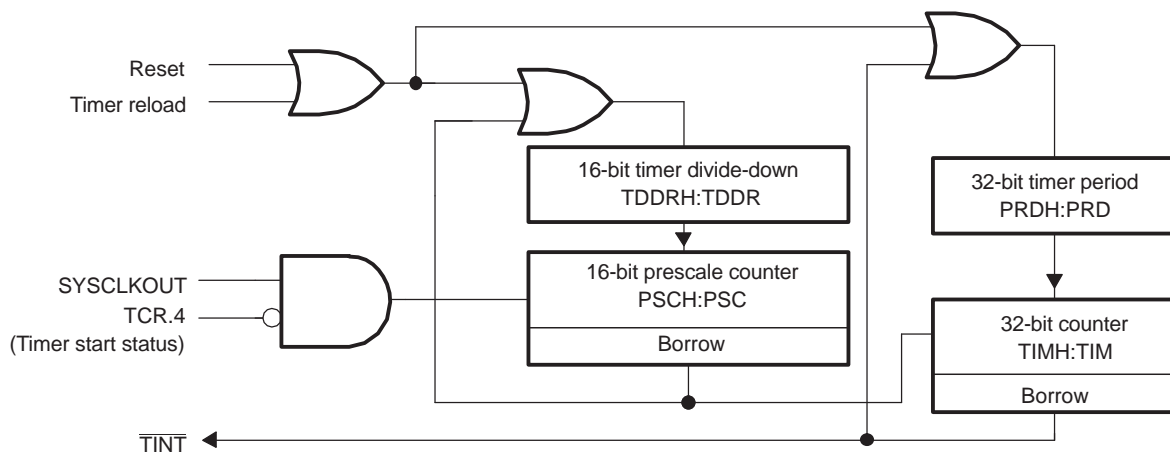 Reset
Timer reload
16-bit timer divide-down
TDDRH:TDDR
32-bit timer period
PRDH:PRD
SYSCLKOUT
TCR.4
(Timer start status)
16-bit prescale counter
PSCH:PSC
Borrow
32-bit counter
TIMH:TIM
Borrow
TINT